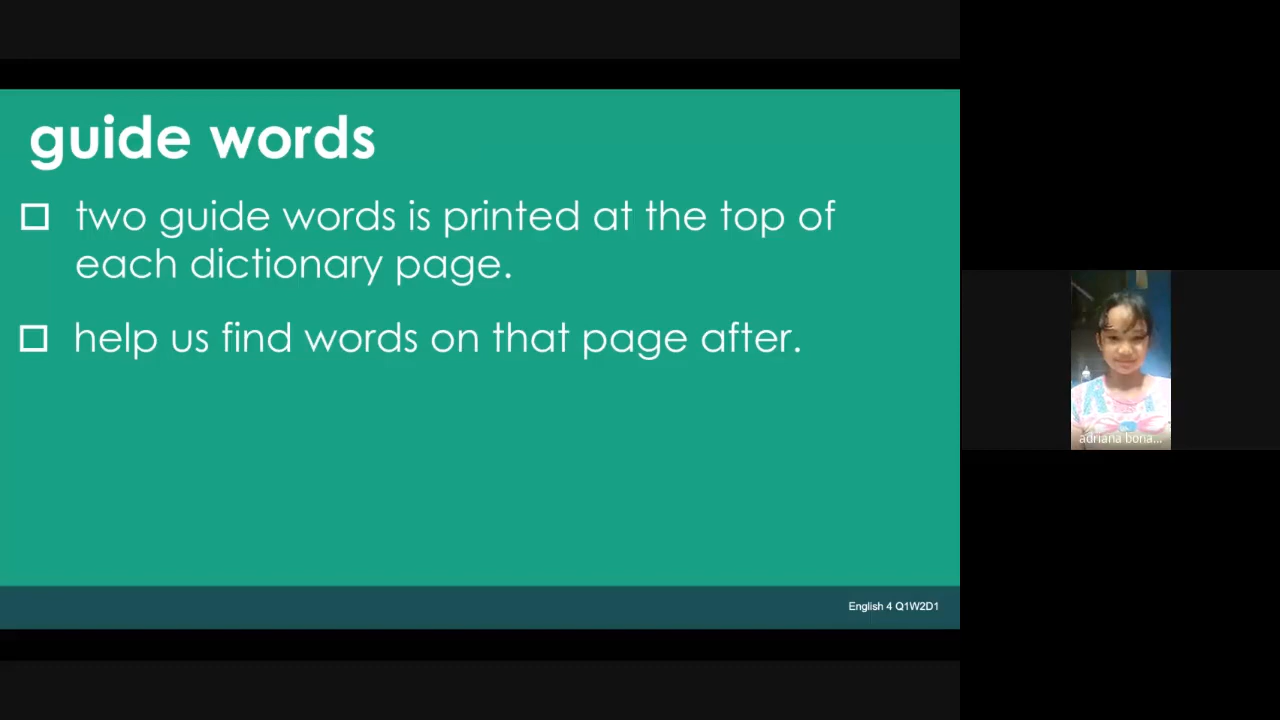 guide words
two guide words is printed at the top of
each dictionary page.
help us find words on that page after.
adriana bona...
English 4 Q1W2D1